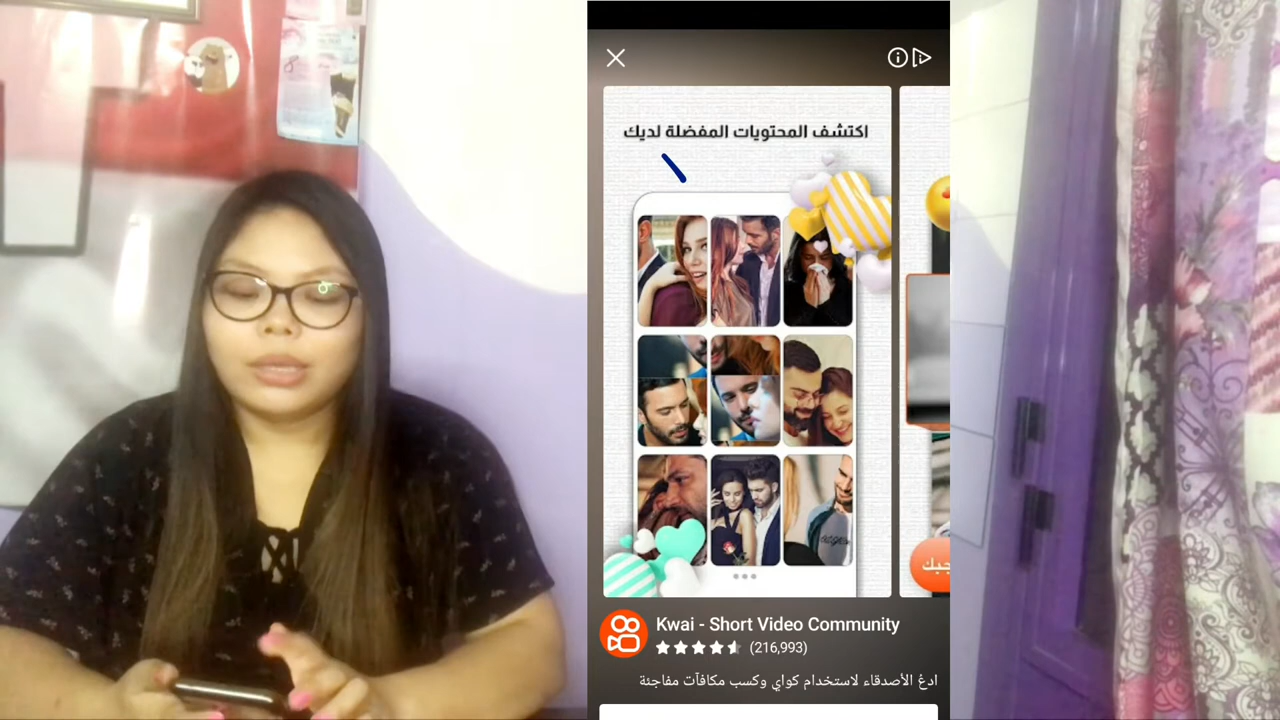 اكتشف المحتويات المفضلة لديك
Kwai - Short Video Community
(216,993)
ادعُ الأصدقاء لاستخدام كواي وكسب مكافآت مفاجئة